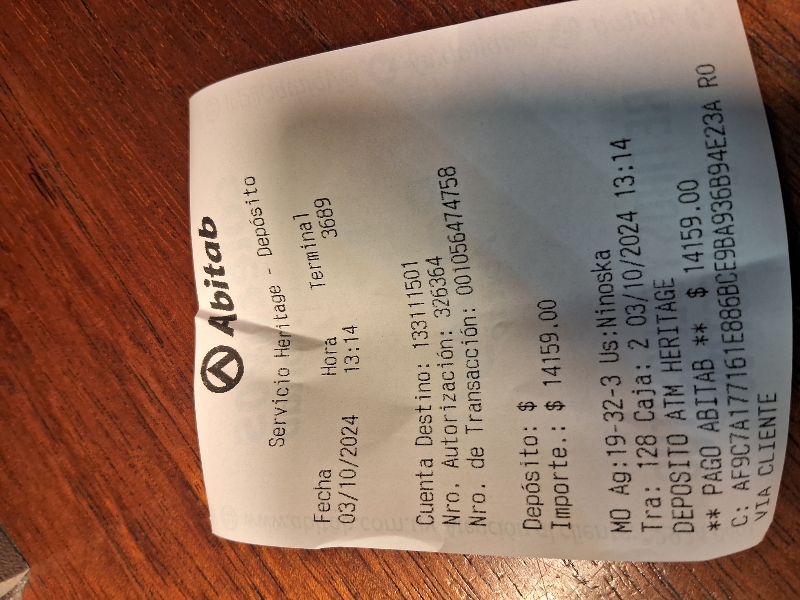 Abitab
Servicio Heritage - Depósito
Fecha Hora Terminal
03/10/2024 13:14 3689
Cuenta Destino: 133111501
Nro. Autorización: 326364
Nro. de Transacción: 001056474758
Depósito: $
Importe.: $ 14159.00
MO Ag:19-32-3 Us:Ninoska
Tra: 128 Caja: 2 03/10/2024 13:14
DEPOSITO ATM HERITAGE
** PAGO ABITAB ** $ 14159.00
C: AF9C7A177161E886BCE9BA936B94E23A RO
VIA CLIENTE